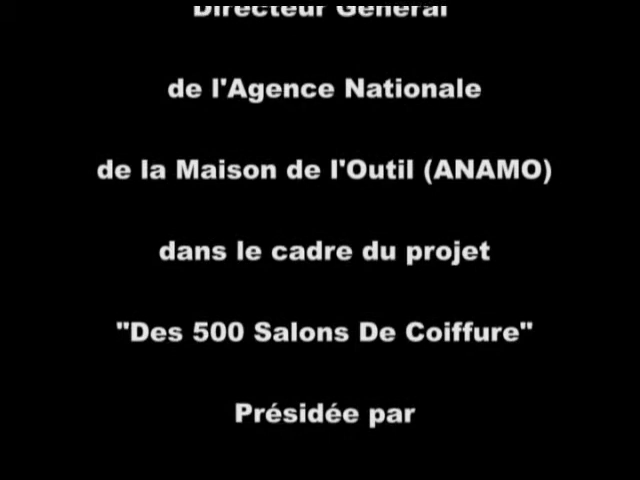 Directeur Général
de l'Agence Nationale
de la Maison de l'Outil (ANAMO)
dans le cadre du projet
"Des 500 Salons De Coiffure"
Présidée par